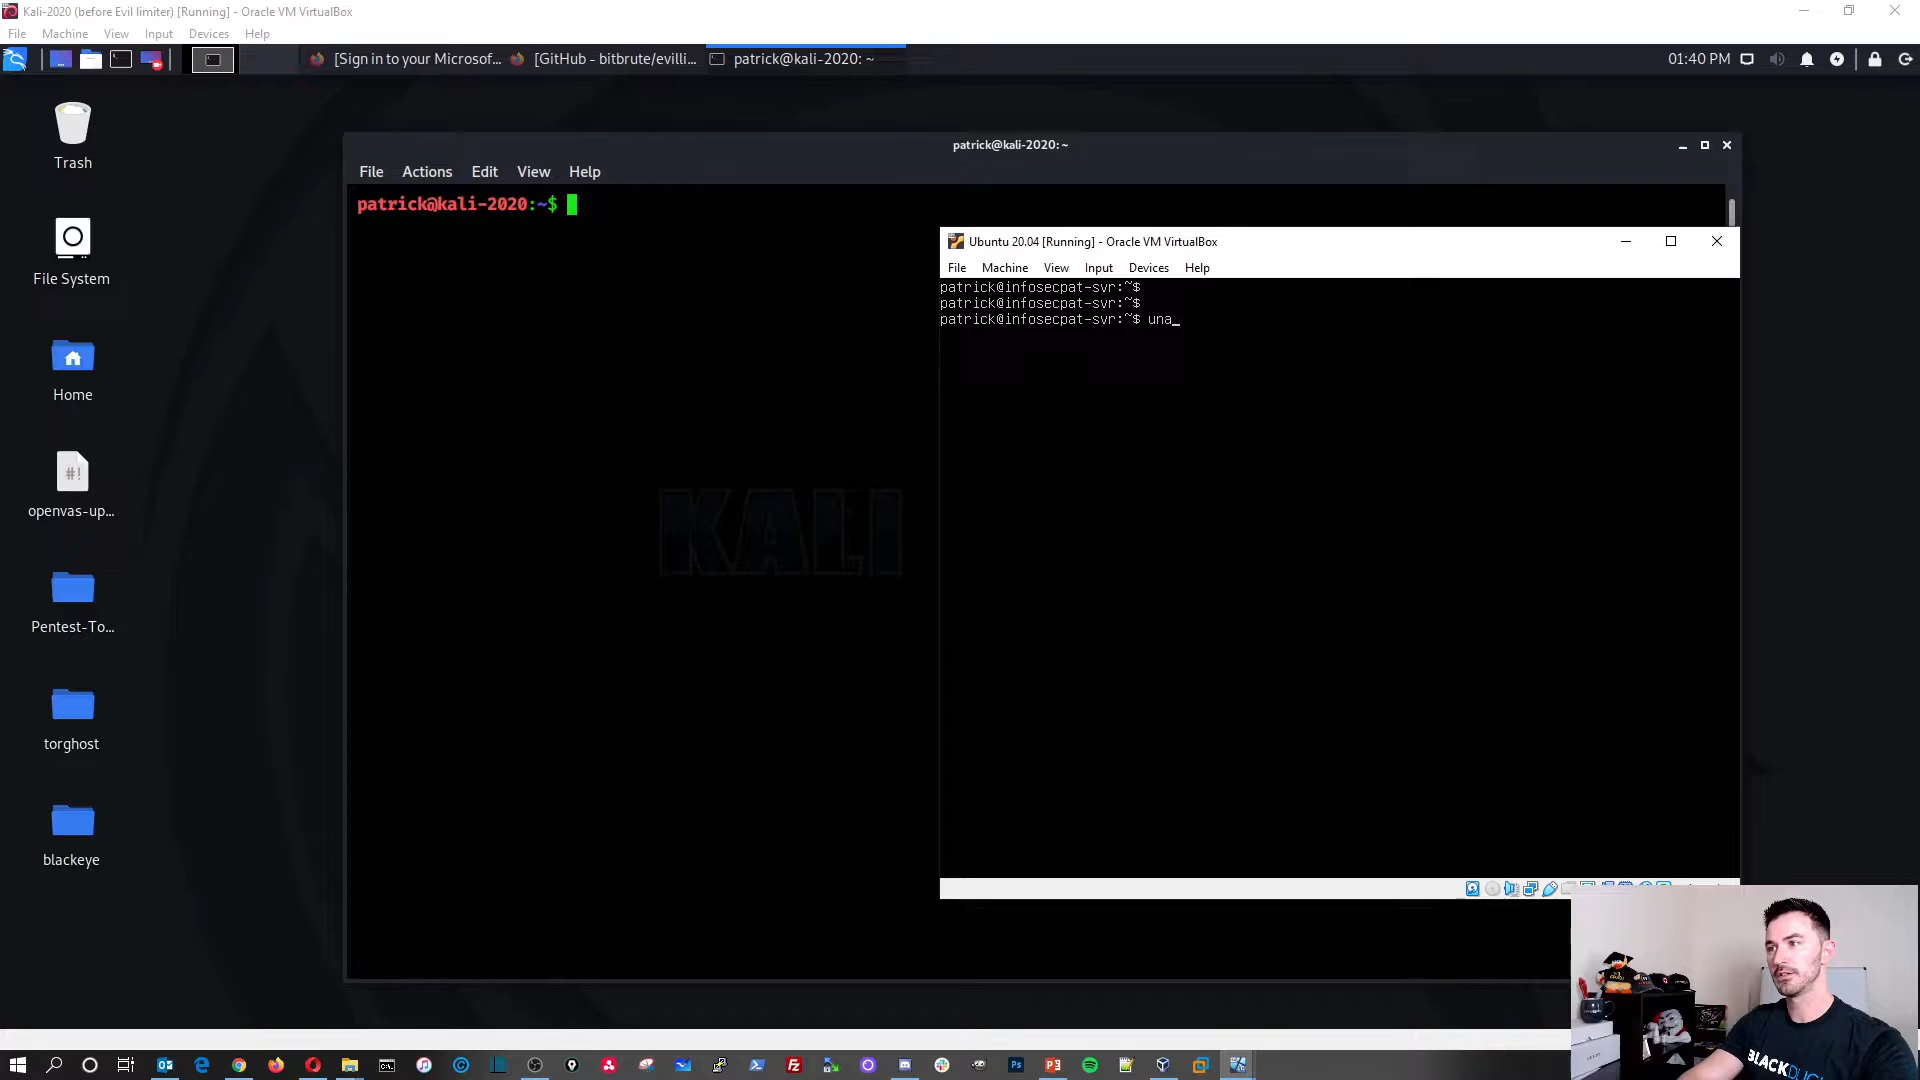 Kali-2020 (before Evil limiter) [Running] - Oracle VM VirtualBox
File Machine View Input Devices Help
[Sign in to your Microsof... [GitHub - bitbrute/evilli... patrick@kali-2020: ~ 01:40 PM
Trash
File System
Home
#!
openvas-up...
Pentest-To...
torghost
blackeye
patrick@kali-2020: ~
File Actions Edit View Help
patrick@kali-2020:~$
KALI
Ubuntu 20.04 [Running] - Oracle VM VirtualBox
File Machine View Input Devices Help
patrick@infosecpat-svr:~$
patrick@infosecpat-svr:~$
patrick@infosecpat-svr:~$ una_
BLACKDUCK